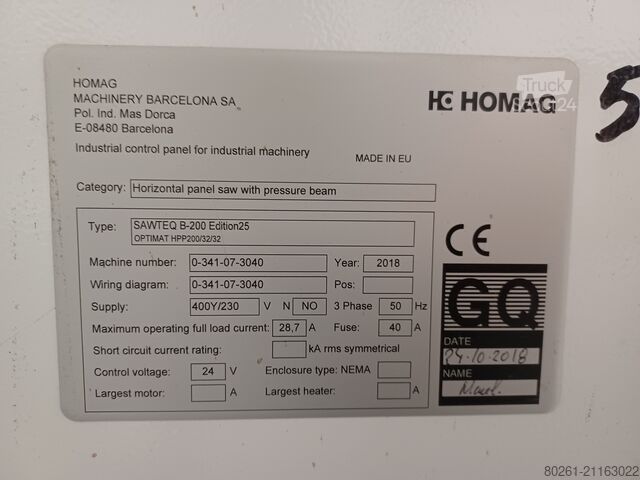 HOMAG
MACHINERY BARCELONA SA
Pol. Ind. Mas Dorca
E-08480 Barcelona
HOMAG
Truck
24
5
Industrial control panel for industrial machinery
MADE IN EU
Category: Horizontal panel saw with pressure beam
Type: SAWTEQ B-200 Edition25
OPTIMAT HPP200/32/32
CE
Machine number: 0-341-07-3040 Year: 2018
Wiring diagram: 0-341-07-3040 Pos:
Supply: 400Y/230 V N NO 3 Phase 50 Hz
Maximum operating full load current: 28,7 A Fuse: 40 A
Short circuit current rating: kA rms symmetrical
Control voltage: 24 V Enclosure type: NEMA
Largest motor: A Largest heater: A
GQ
DATE
24-10-2018
NAME
80261-21163022